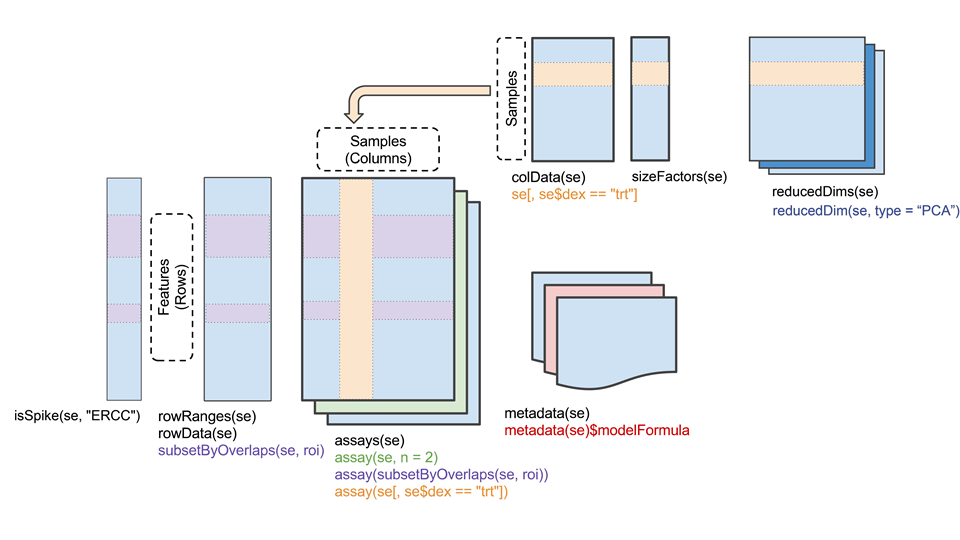 Samples
Samples
(Columns)
colData(se)
se[, se$dex == "trt"]
sizeFactors(se)
reducedDims(se)
reducedDim(se, type = “PCA”)
Features
(Rows)
isSpike(se, "ERCC")
rowRanges(se)
rowData(se)
subsetByOverlaps(se, roi)
assays(se)
assay(se, n = 2)
assay(subsetByOverlaps(se, roi))
assay(se[, se$dex == "trt"])
metadata(se)
metadata(se)$modelFormula